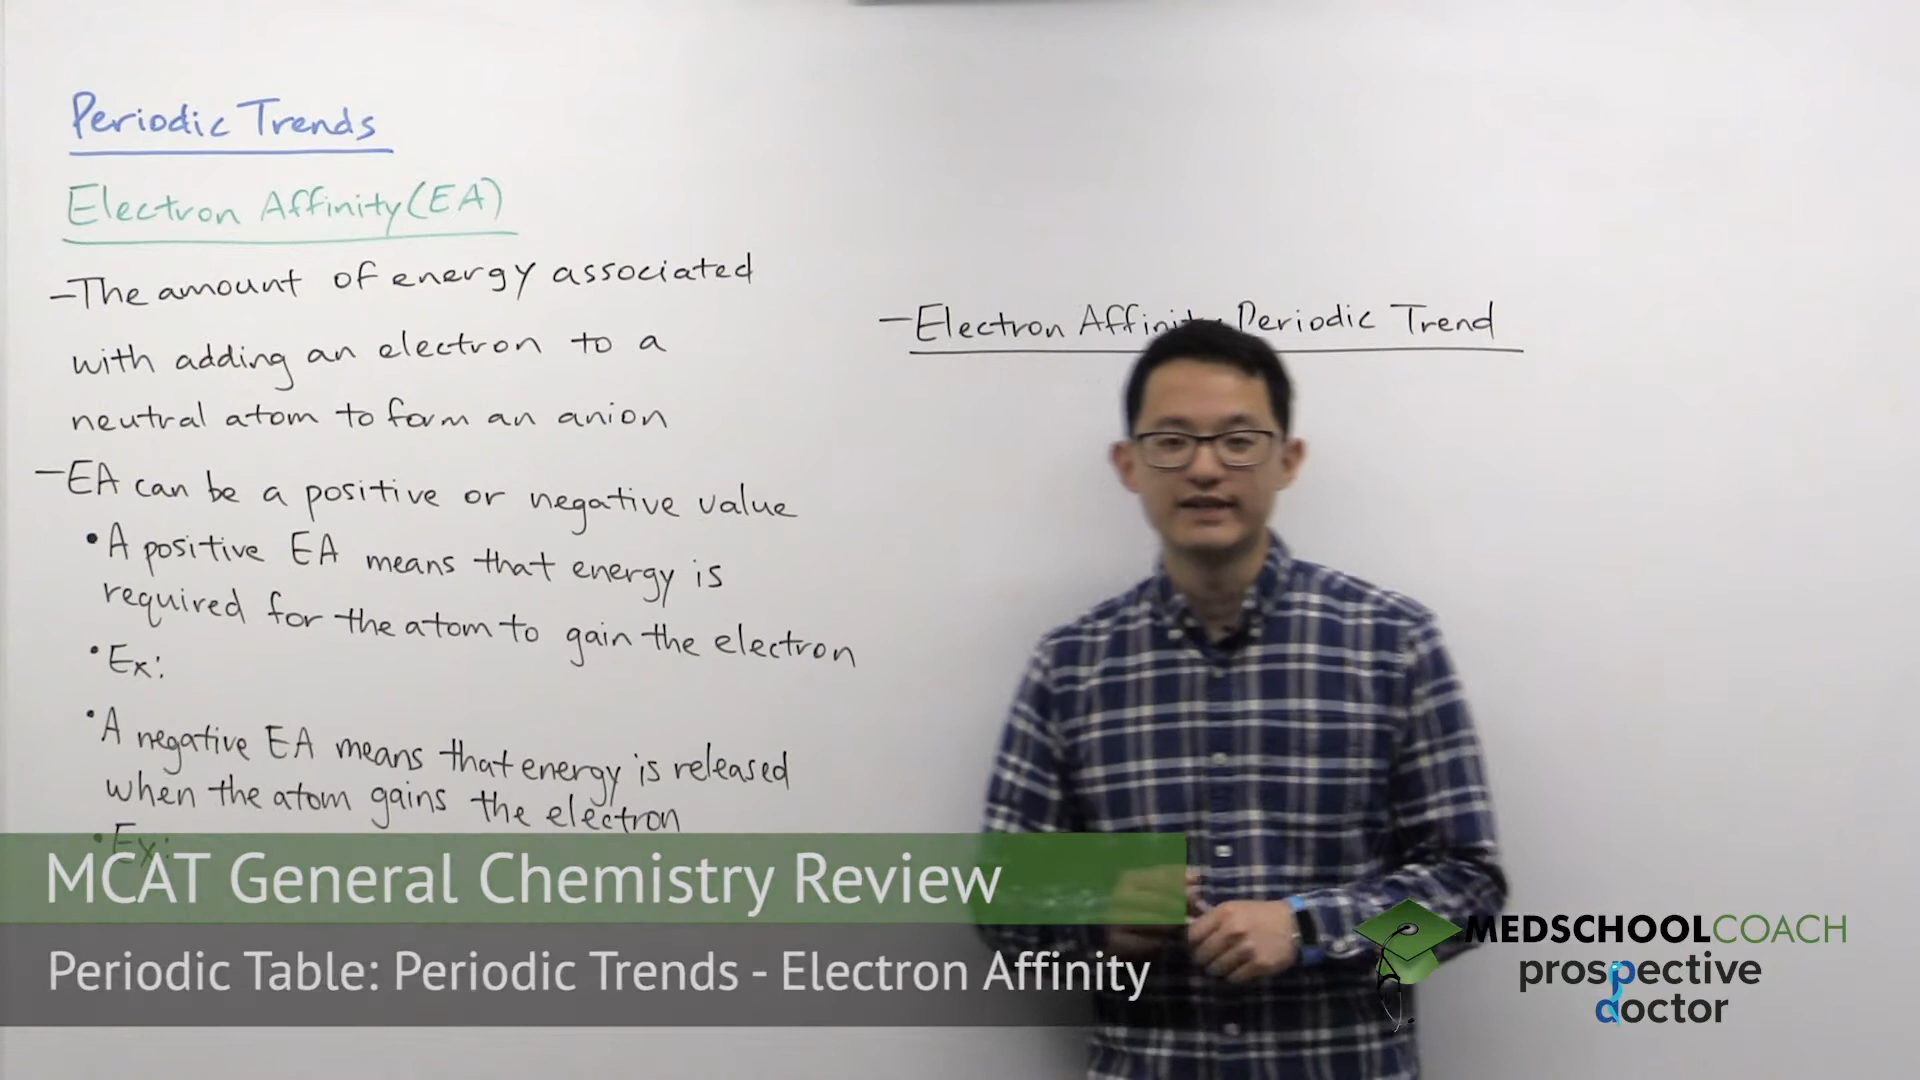 Periodic Trends
Electron Affinity (EA)
-The amount of energy associated
with adding an electron to a
neutral atom to form an anion
-EA can be a positive or negative value
•A positive EA means that energy is
required for the atom to gain the electron
•Ex:
•A negative EA means that energy is released
when the atom gains the electron
•Ex:
-Electron Affinity Periodic Trend
MCAT General Chemistry Review
Periodic Table: Periodic Trends - Electron Affinity
MEDSCHOOLCOACH
prospective
doctor